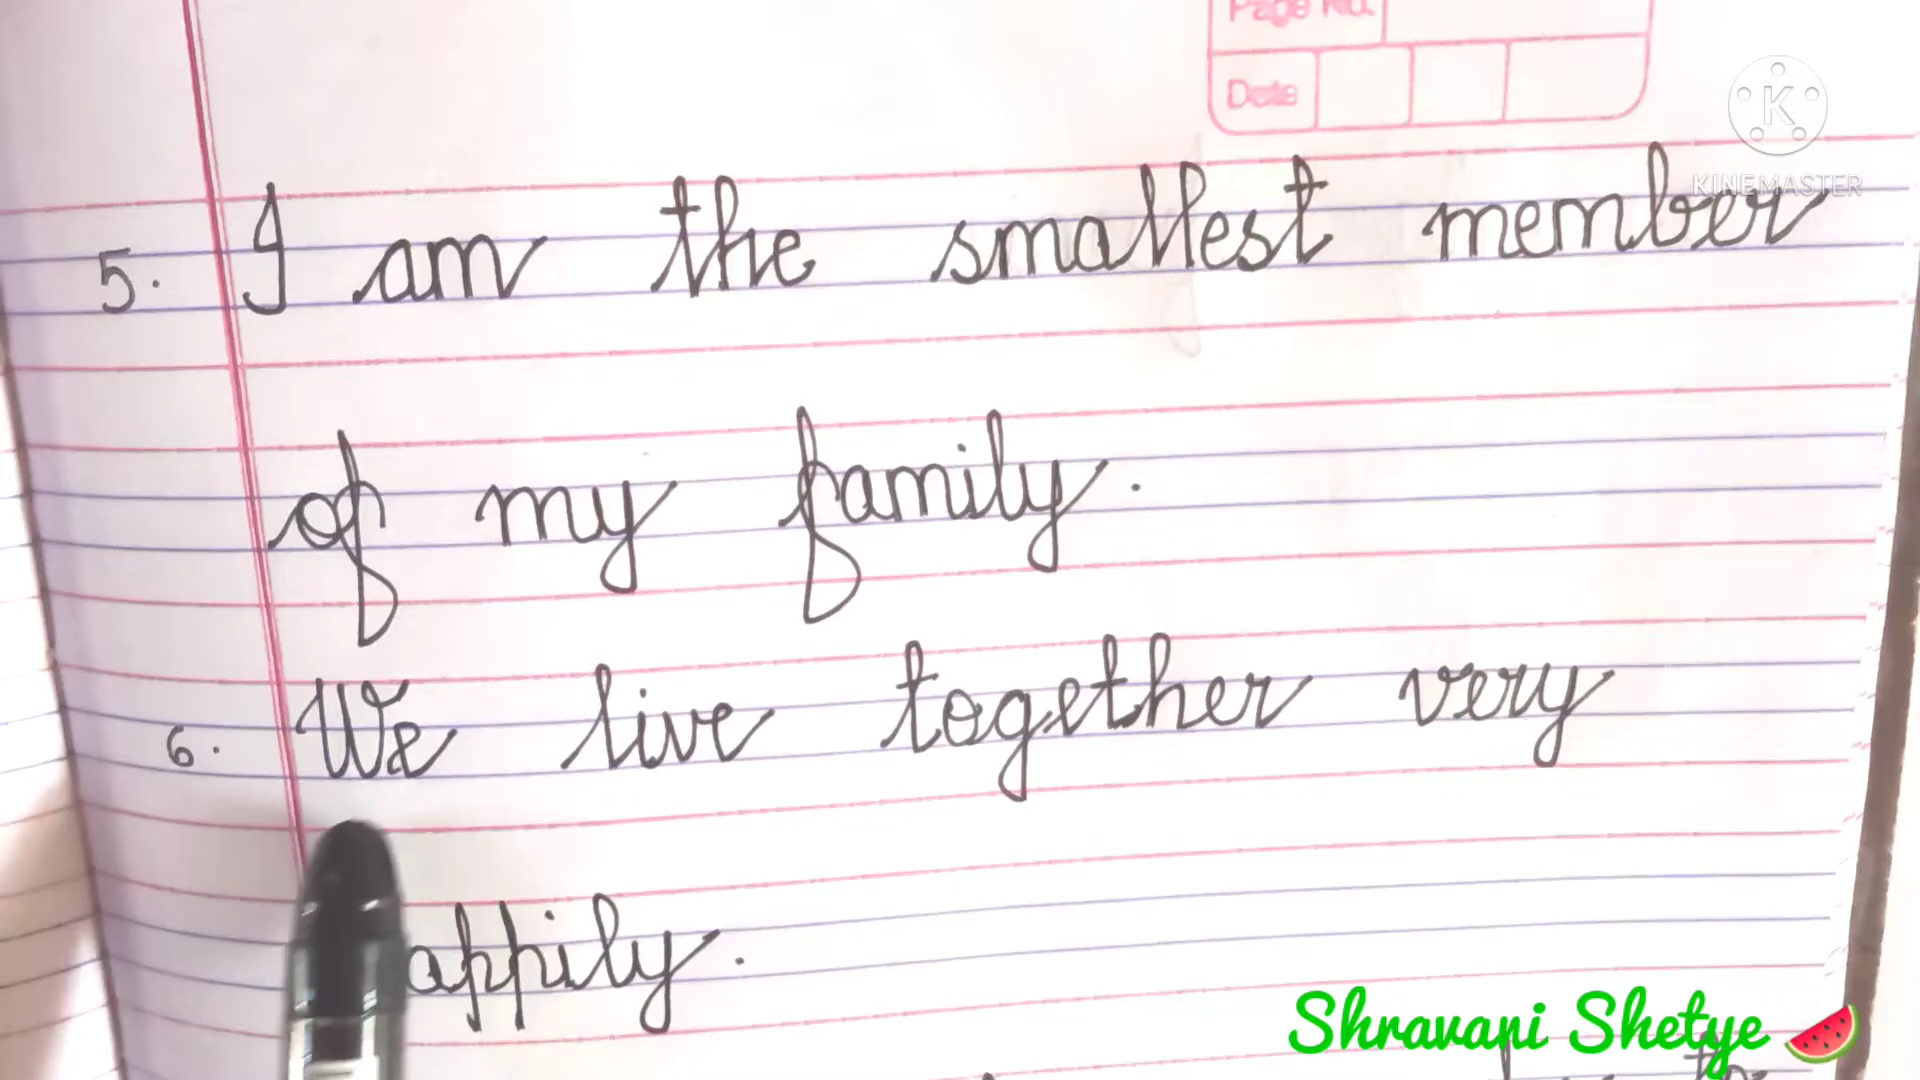 Page No.
Date
K
KINEMASTER
5. I am the smallest member
of my family.
6. We live together very
appily.
Shravani Shetye